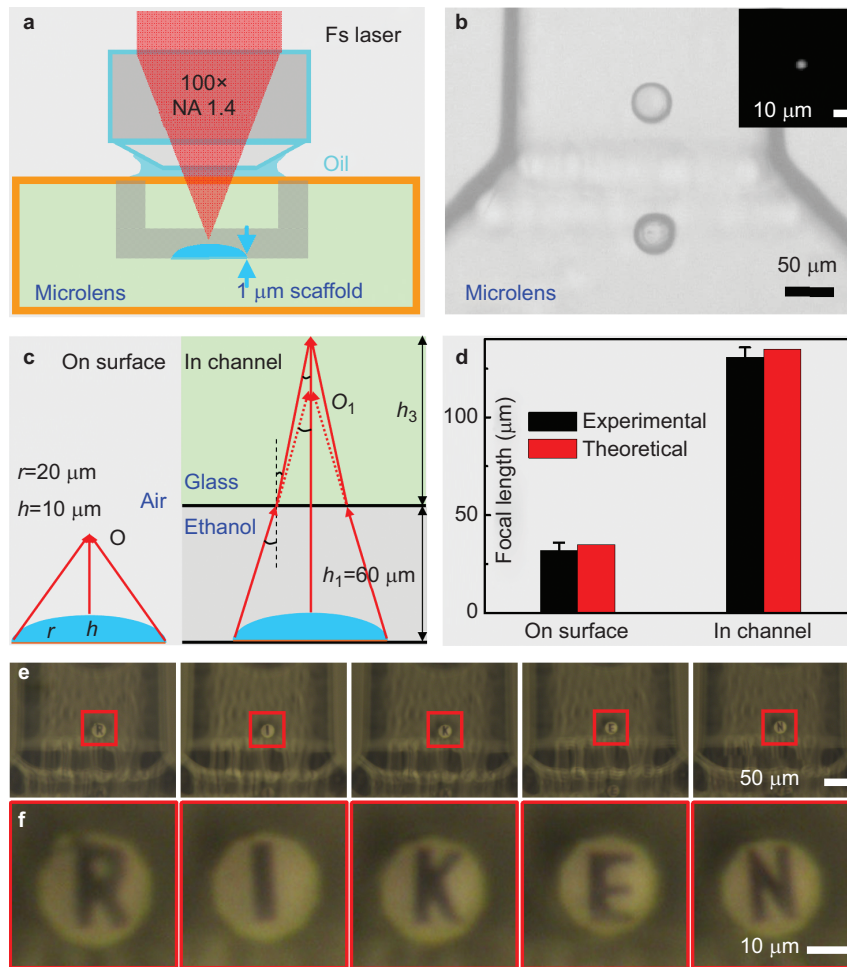 a
Fs laser
100×
NA 1.4
Oil
Microlens
1 μm scaffold
b
10 μm
50 μm
Microlens
c
On surface
In channel
O₁
h₃
r=20 μm
h=10 μm
Air
Glass
Ethanol
O
h₁=60 μm
r
h
d
Focal length (μm)
100
50
0
Experimental
Theoretical
On surface
In channel
e
R
I
K
E
N
50 μm
f
R
I
K
E
N
10 μm